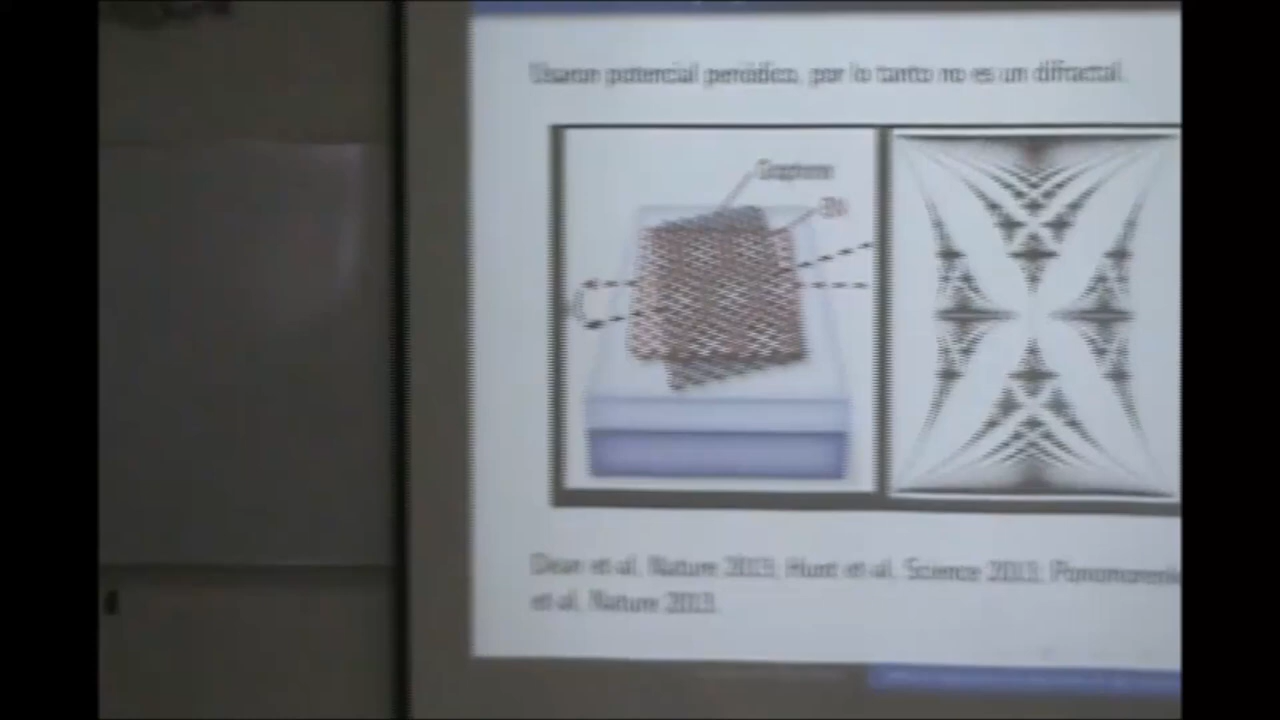 Usaron potencial periódico, por lo tanto no es un difractal.
Graphene
BN
Dean et al. Nature 2013; Hunt et al. Science 2013; Ponomarenko
et al. Nature 2013.